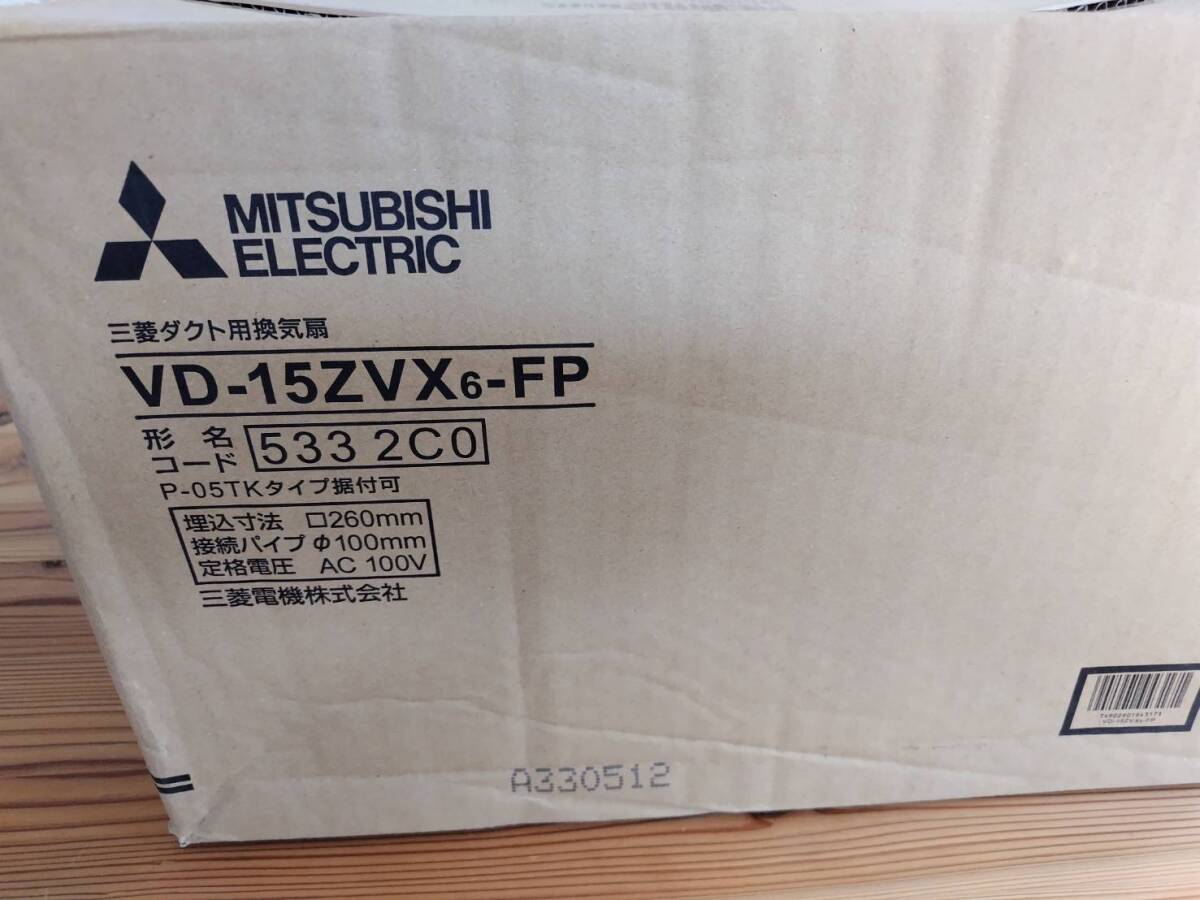 MITSUBISHI
ELECTRIC
三菱ダクト用換気扇
VD-15ZVX6-FP
形名
コード 533 2C0
P-05TKタイプ据付可
埋込寸法 □260mm
接続パイプ φ100mm
定格電圧 AC 100V
三菱電機株式会社
VD-15ZVX6-FP
A330512